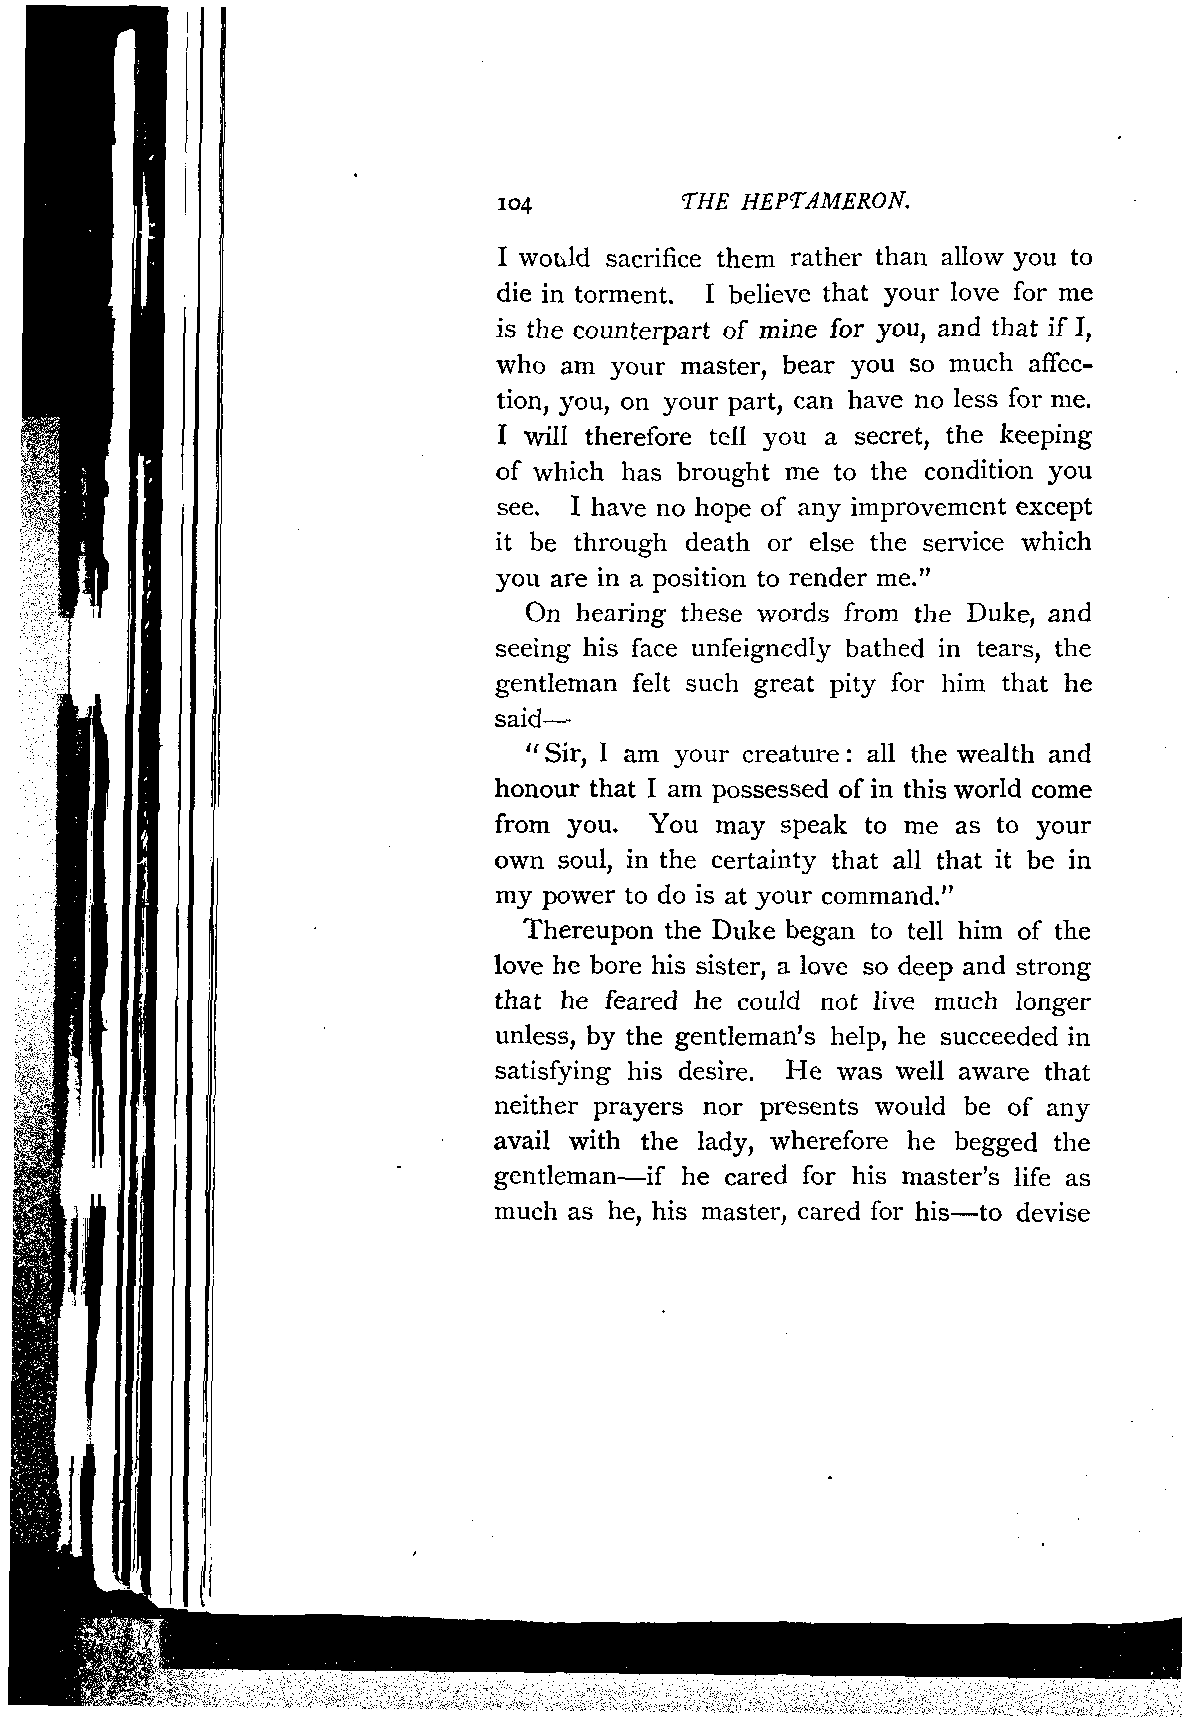 104 THE HEPTAMERON.
I would sacrifice them rather than allow you to
die in torment. I believe that your love for me
is the counterpart of mine for you, and that if I,
who am your master, bear you so much affec-
tion, you, on your part, can have no less for me.
I will therefore tell you a secret, the keeping
of which has brought me to the condition you
see. I have no hope of any improvement except
it be through death or else the service which
you are in a position to render me."
On hearing these words from the Duke, and
seeing his face unfeignedly bathed in tears, the
gentleman felt such great pity for him that he
said—
"Sir, I am your creature: all the wealth and
honour that I am possessed of in this world come
from you. You may speak to me as to your
own soul, in the certainty that all that it be in
my power to do is at your command."
Thereupon the Duke began to tell him of the
love he bore his sister, a love so deep and strong
that he feared he could not live much longer
unless, by the gentleman's help, he succeeded in
satisfying his desire. He was well aware that
neither prayers nor presents would be of any
avail with the lady, wherefore he begged the
gentleman—if he cared for his master's life as
much as he, his master, cared for his—to devise